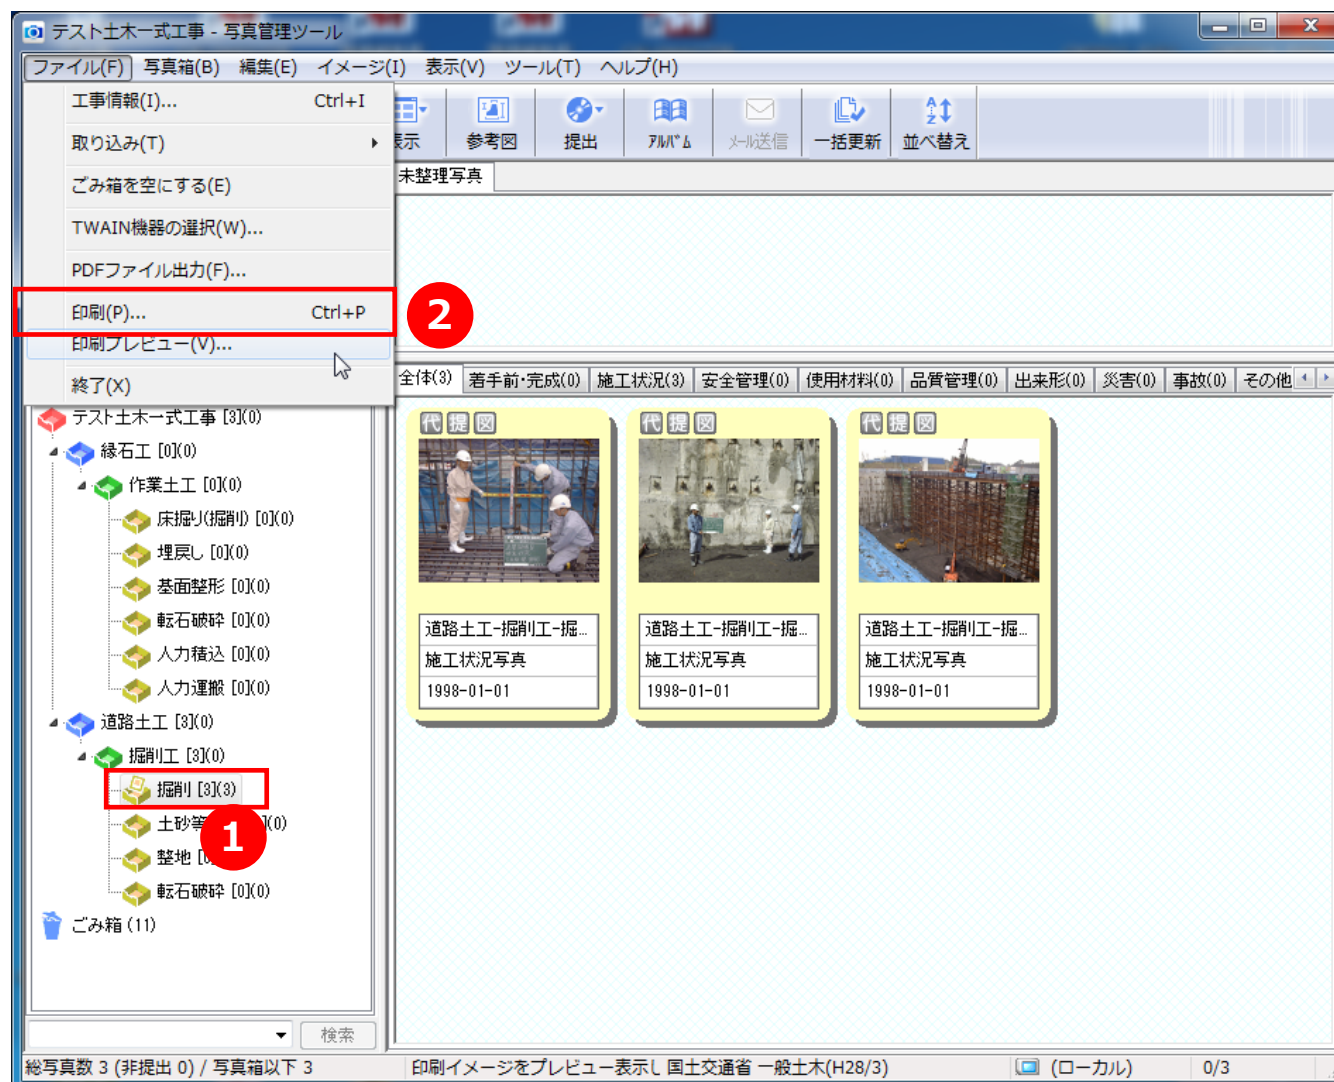 テスト土木一式工事 - 写真管理ツール
ファイル(F) 写真箱(B) 編集(E) イメージ(I) 表示(V) ツール(T) ヘルプ(H)
工事情報(I)... Ctrl+I
取り込み(T)
ごみ箱を空にする(E)
TWAIN機器の選択(W)...
PDFファイル出力(F)...
印刷(P)... Ctrl+P
印刷プレビュー(V)...
終了(X)
2
示 参考図 提出 ｱﾙﾊﾞﾑ ﾒｰﾙ送信 一括更新 並べ替え
未整理写真
全体(3) 着手前・完成(0) 施工状況(3) 安全管理(0) 使用材料(0) 品質管理(0) 出来形(0) 災害(0) 事故(0) その他
テスト土木一式工事 [3](0)
縁石工 [0](0)
作業土工 [0](0)
床掘り(掘削) [0](0)
埋戻し [0](0)
基面整形 [0](0)
転石破砕 [0](0)
人力積込 [0](0)
人力運搬 [0](0)
道路土工 [3](0)
掘削工 [3](0)
掘削 [3](3)
土砂等 ](0)
1
整地 [0
転石破砕 [0](0)
ごみ箱 (11)
検索
代 提 図
道路土工-掘削工-掘...
施工状況写真
1998-01-01
代 提 図
道路土工-掘削工-掘...
施工状況写真
1998-01-01
代 提 図
道路土工-掘削工-掘...
施工状況写真
1998-01-01
総写真数 3 (非提出 0) / 写真箱以下 3 印刷イメージをプレビュー表示し 国土交通省 一般土木(H28/3) (ローカル) 0/3